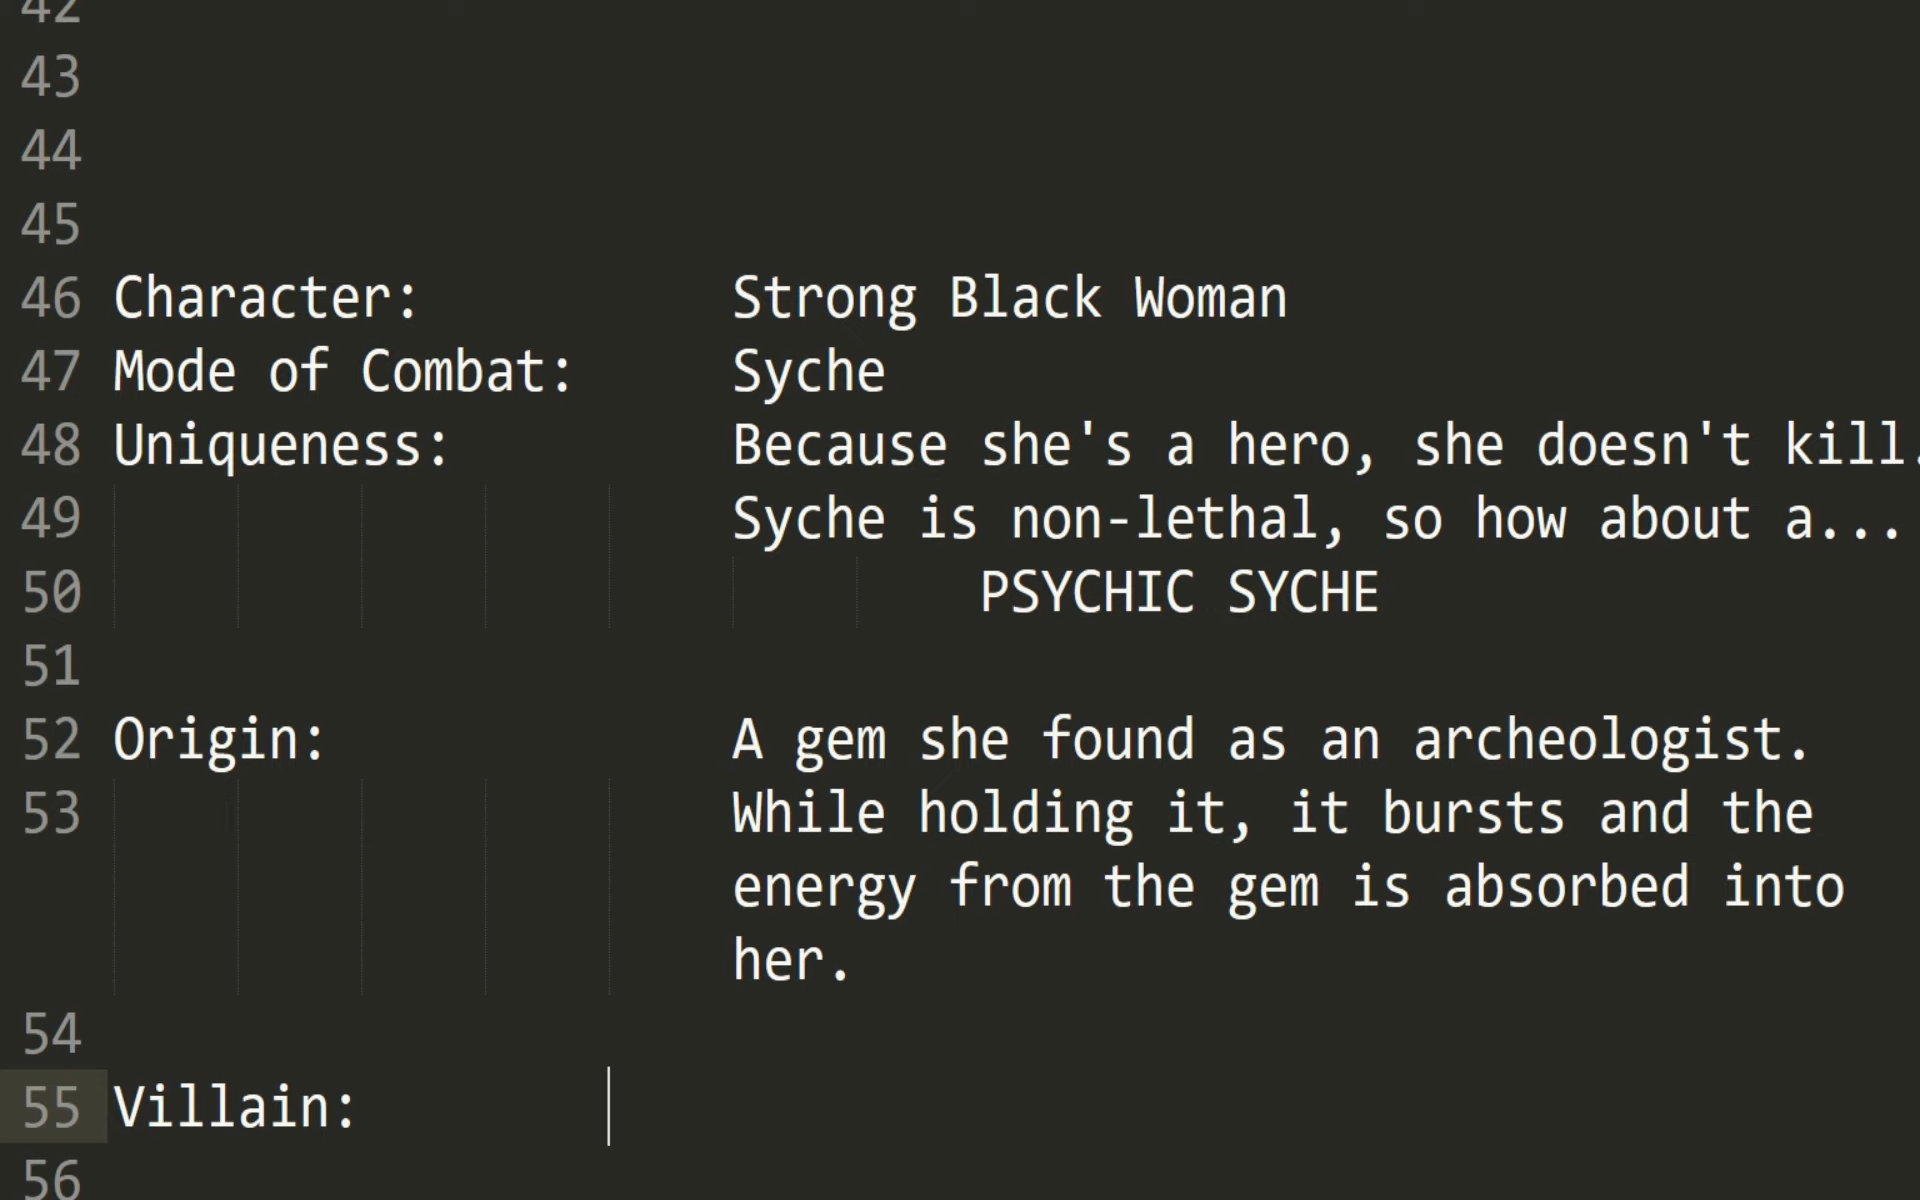 42
43
44
45
46 Character: Strong Black Woman
47 Mode of Combat: Syche
48 Uniqueness: Because she's a hero, she doesn't kill.
49 Syche is non-lethal, so how about a...
50 PSYCHIC SYCHE
51
52 Origin: A gem she found as an archeologist.
53 While holding it, it bursts and the
energy from the gem is absorbed into
her.
54
55 Villain:
56